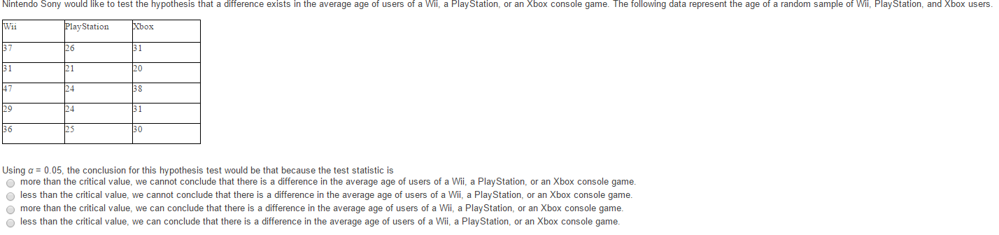 Nintendo Sony would like to test the hypothesis that a difference exists in the average age of users of a Wii, a PlayStation, or an Xbox console game. The following data represent the age of a random sample of Wii, PlayStation, and Xbox users.
Wii PlayStation Xbox
37 26 31
31 21 20
47 24 38
29 24 31
36 25 30
Using α = 0.05, the conclusion for this hypothesis test would be that because the test statistic is
more than the critical value, we cannot conclude that there is a difference in the average age of users of a Wii, a PlayStation, or an Xbox console game.
less than the critical value, we cannot conclude that there is a difference in the average age of users of a Wii, a PlayStation, or an Xbox console game.
more than the critical value, we can conclude that there is a difference in the average age of users of a Wii, a PlayStation, or an Xbox console game.
less than the critical value, we can conclude that there is a difference in the average age of users of a Wii, a PlayStation, or an Xbox console game.